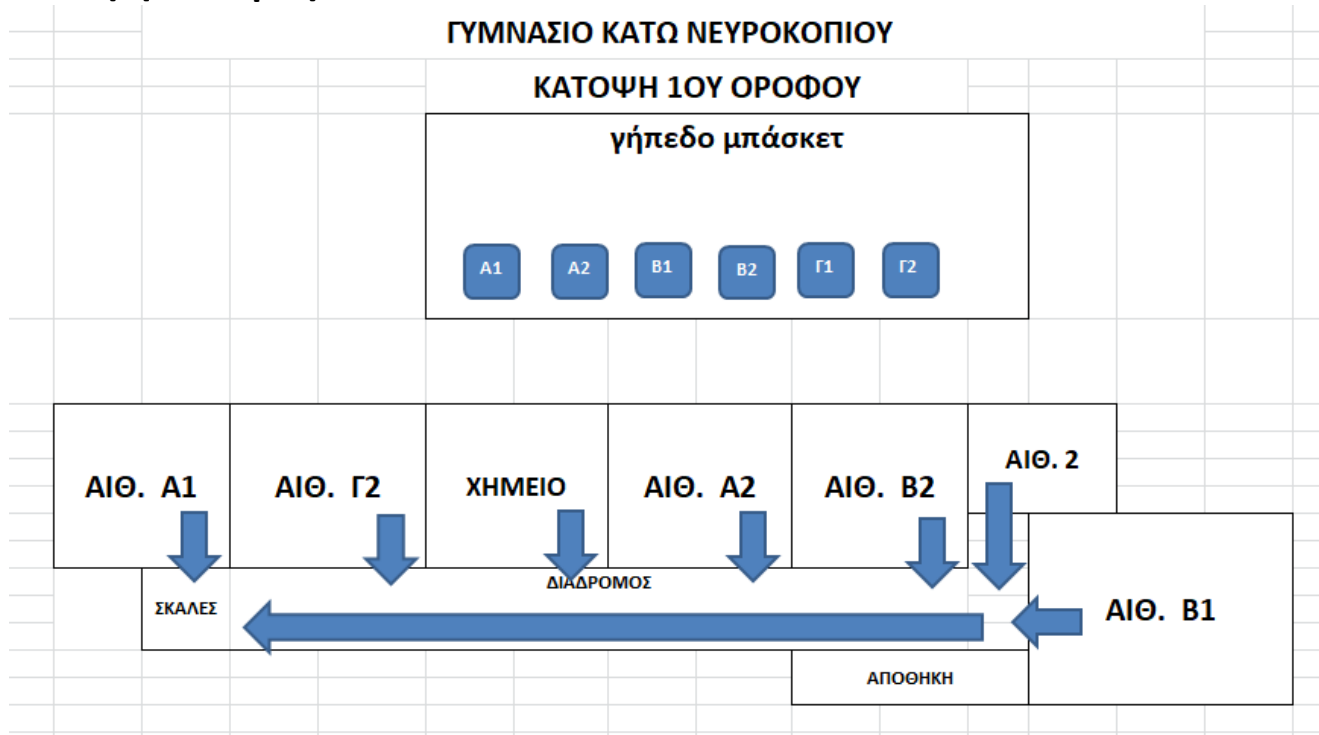 ΓΥΜΝΑΣΙΟ ΚΑΤΩ ΝΕΥΡΟΚΟΠΙΟΥ
ΚΑΤΟΨΗ 1ΟΥ ΟΡΟΦΟΥ
γήπεδο μπάσκετ
Α1 Α2 Β1 Β2 Γ1 Γ2
ΑΙΘ. Α1 ΑΙΘ. Γ2 ΧΗΜΕΙΟ ΑΙΘ. Α2 ΑΙΘ. Β2 ΑΙΘ. 2
ΔΙΑΔΡΟΜΟΣ
ΣΚΑΛΕΣ ΑΙΘ. Β1
ΑΠΟΘΗΚΗ